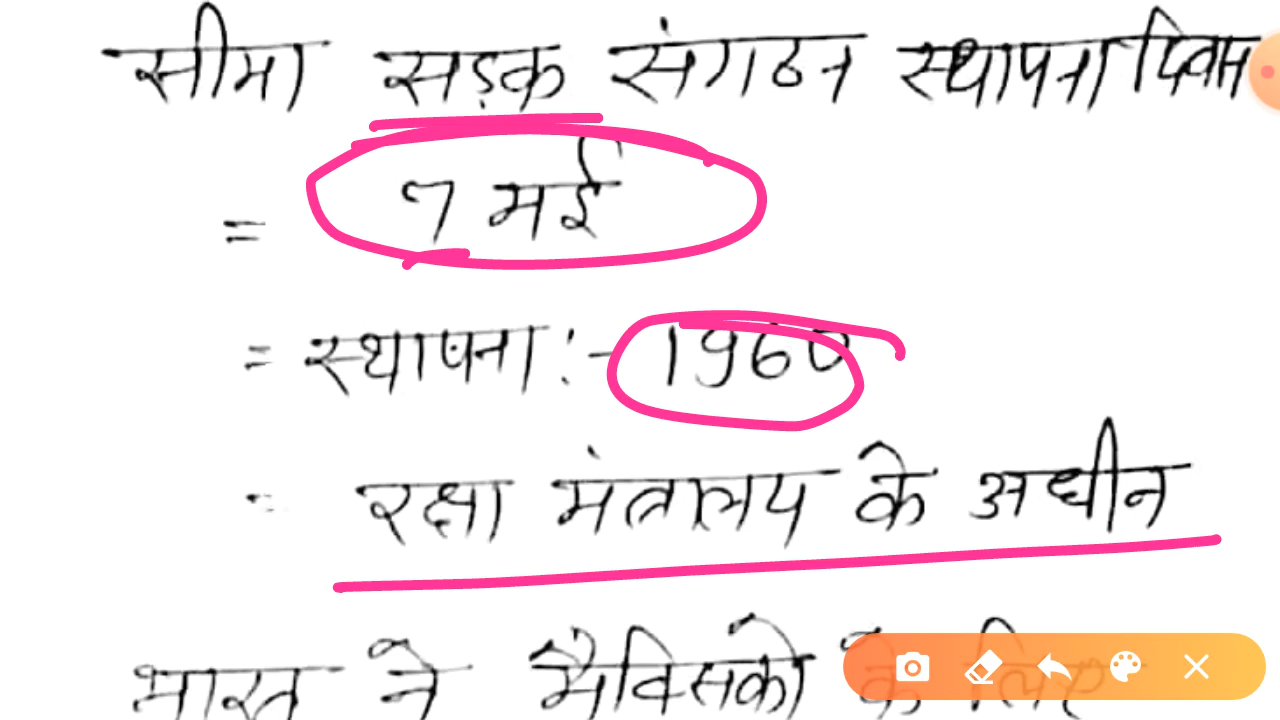 सीमा सड़क संगठन स्थापना दिवस
= 7 मई
= स्थापना :- 1960
= रक्षा मंत्रालय के अधीन
भारत ने मैक्सिको के लिए